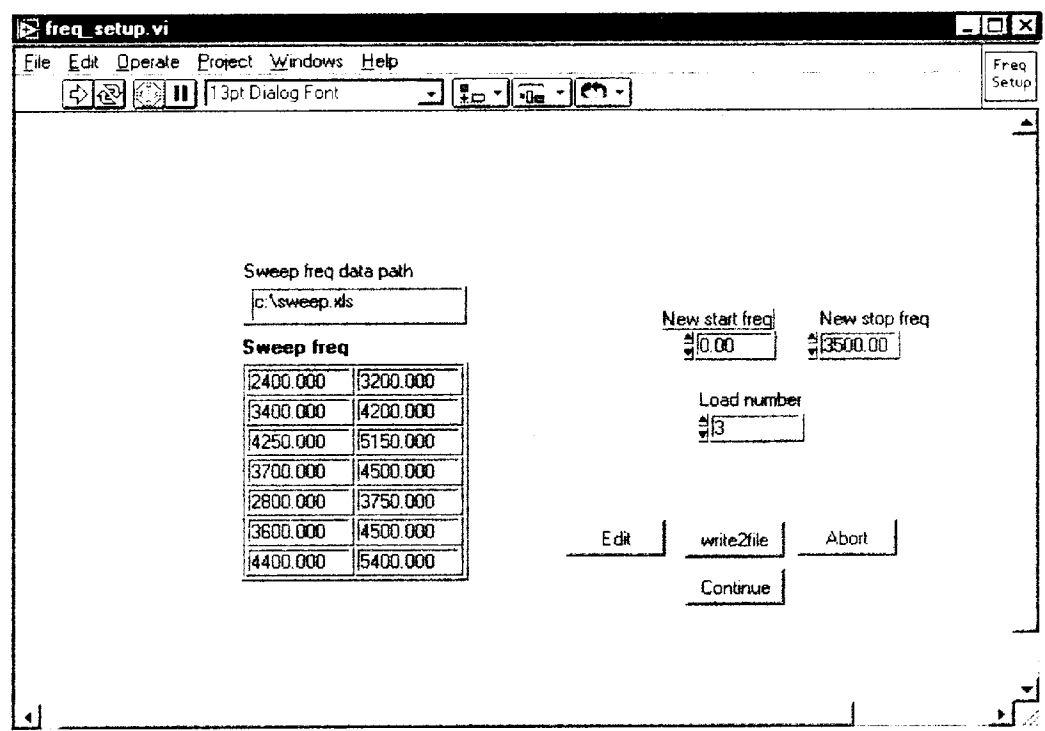 freq_setup.vi
File Edit Operate Project Windows Help
13pt Dialog Font
Freq
Setup
Sweep freq data path
c:\sweep.xls
New start freq New stop freq
0.00 3500.00
Sweep freq
2400.000 3200.000
3400.000 4200.000
4250.000 5150.000
3700.000 4500.000
2800.000 3750.000
3600.000 4500.000
4400.000 5400.000
Load number
3
Edit write2file Abort
Continue